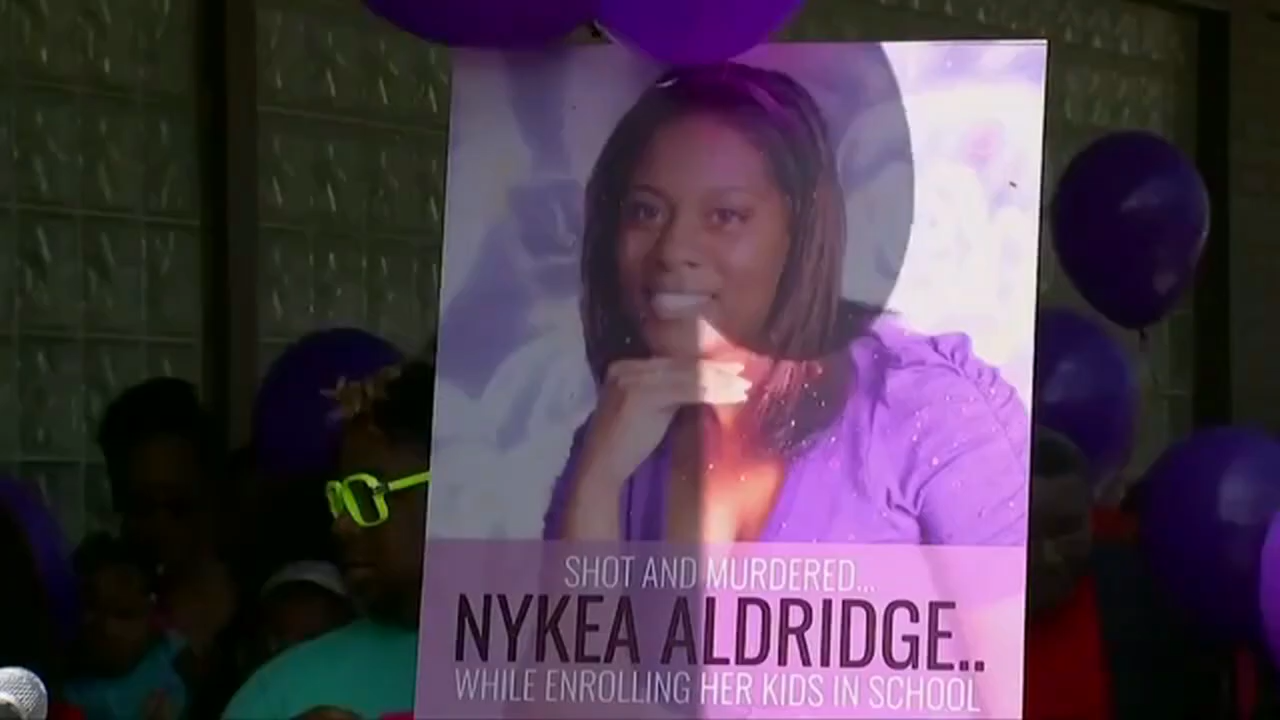 SHOT AND MURDERED...
NYKEA ALDRIDGE..
WHILE ENROLLING HER KIDS IN SCHOOL